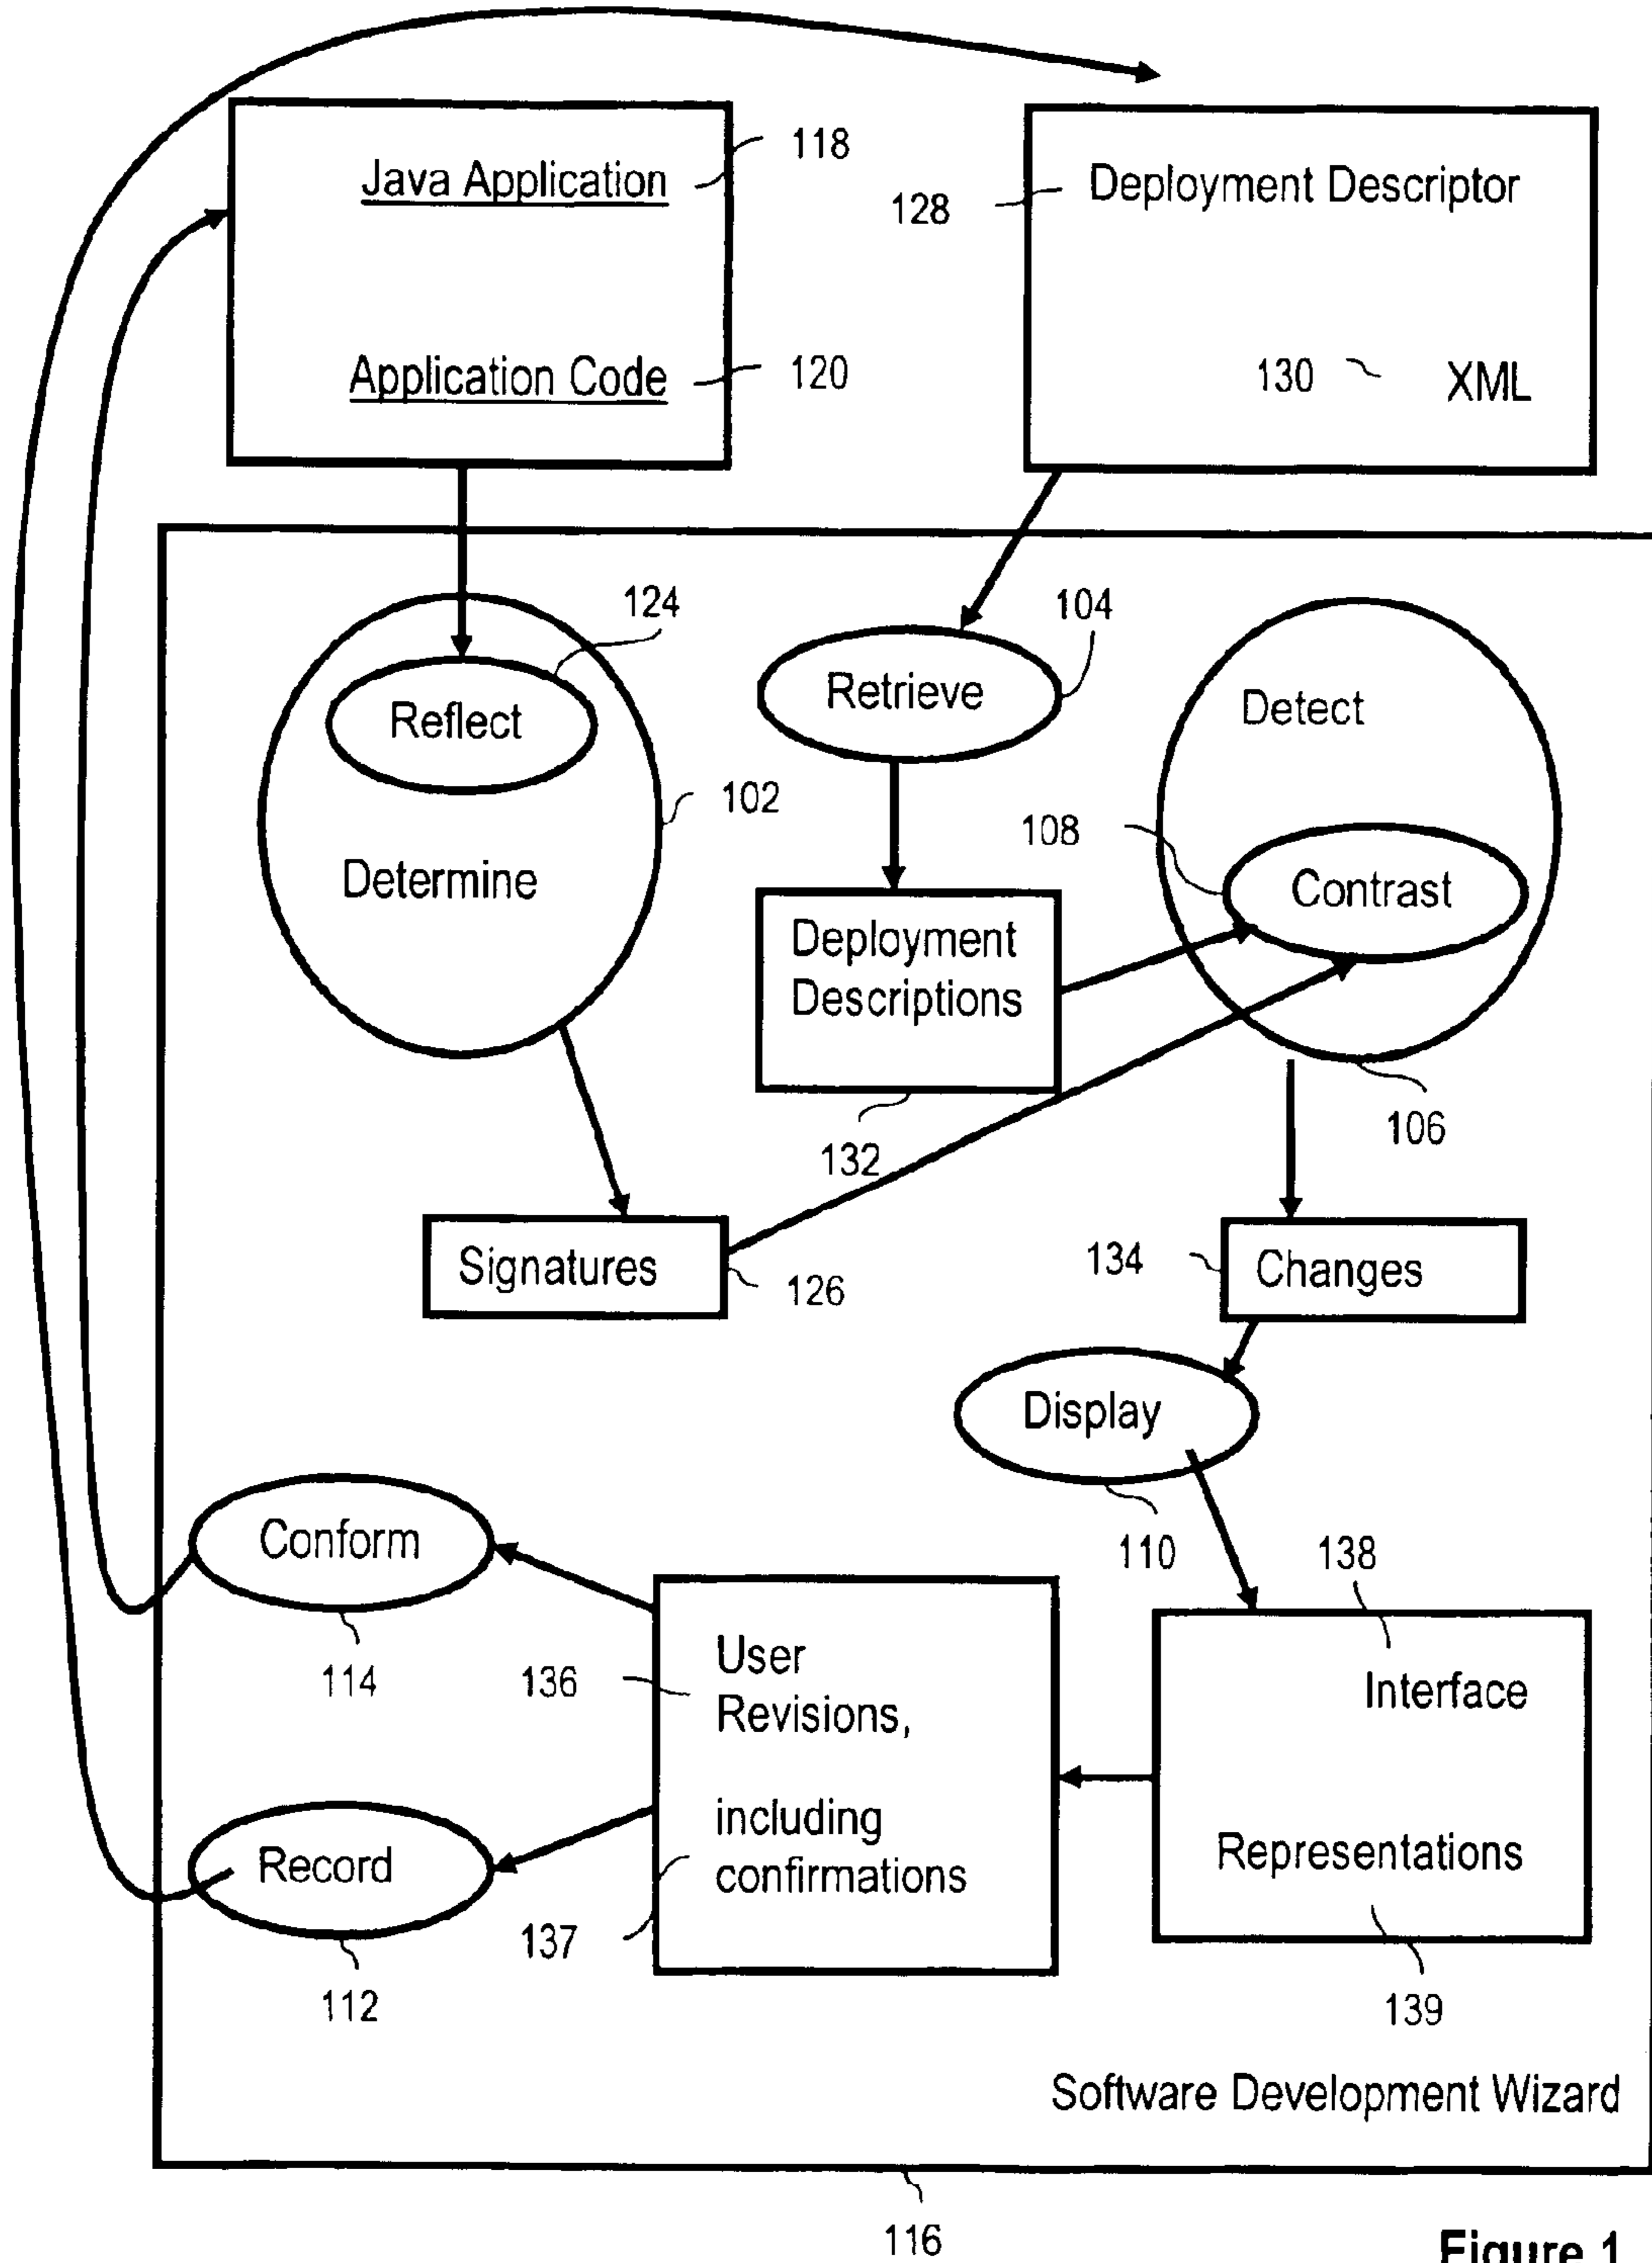 118
Java Application
128
Deployment Descriptor
Application Code
120
130
XML
124
104
Reflect
Retrieve
Detect
102
108
Determine
Contrast
Deployment
Descriptions
132
106
Signatures
126
134
Changes
Display
110
138
Conform
114
136
User
Revisions,
Interface
including
confirmations
Representations
Record
137
112
139
Software Development Wizard
116
Figure 1